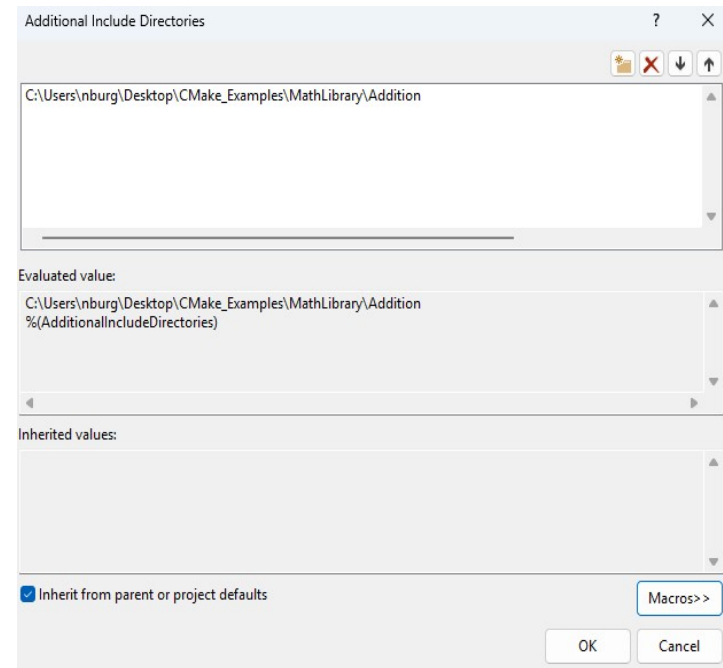 Additional Include Directories
?
C:\Users\nburg\Desktop\CMake_Examples\MathLibrary\Addition
Evaluated value:
C:\Users\nburg\Desktop\CMake_Examples\MathLibrary\Addition
%(AdditionalIncludeDirectories)
Inherited values:
Inherit from parent or project defaults
Macros>>
OK
Cancel